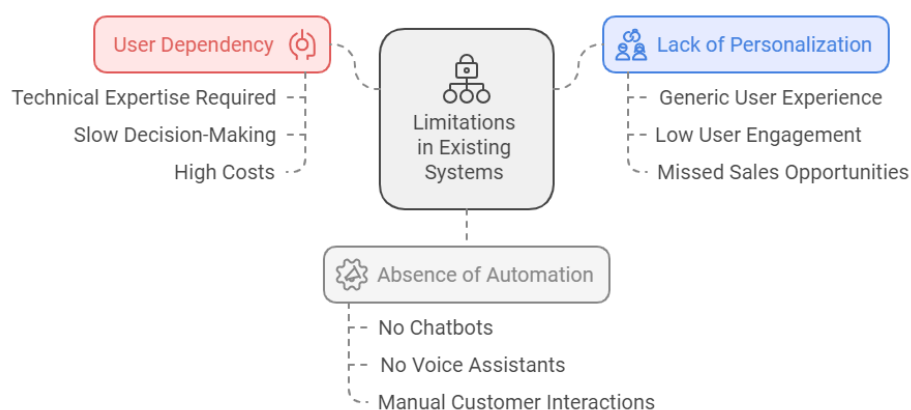 User Dependency
Technical Expertise Required
Slow Decision-Making
High Costs
Limitations
in Existing
Systems
Lack of Personalization
Generic User Experience
Low User Engagement
Missed Sales Opportunities
Absence of Automation
No Chatbots
No Voice Assistants
Manual Customer Interactions